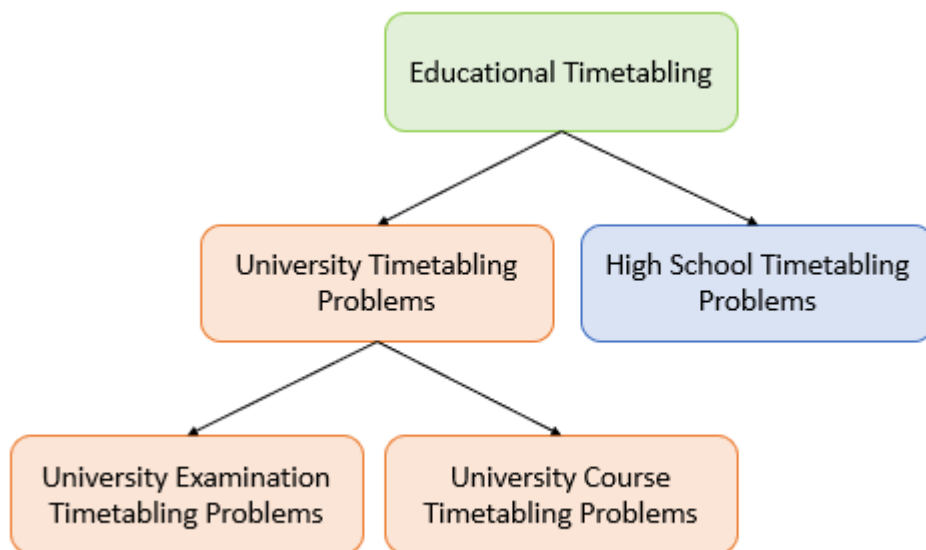 Educational Timetabling
University Timetabling
Problems
High School Timetabling
Problems
University Examination
Timetabling Problems
University Course
Timetabling Problems